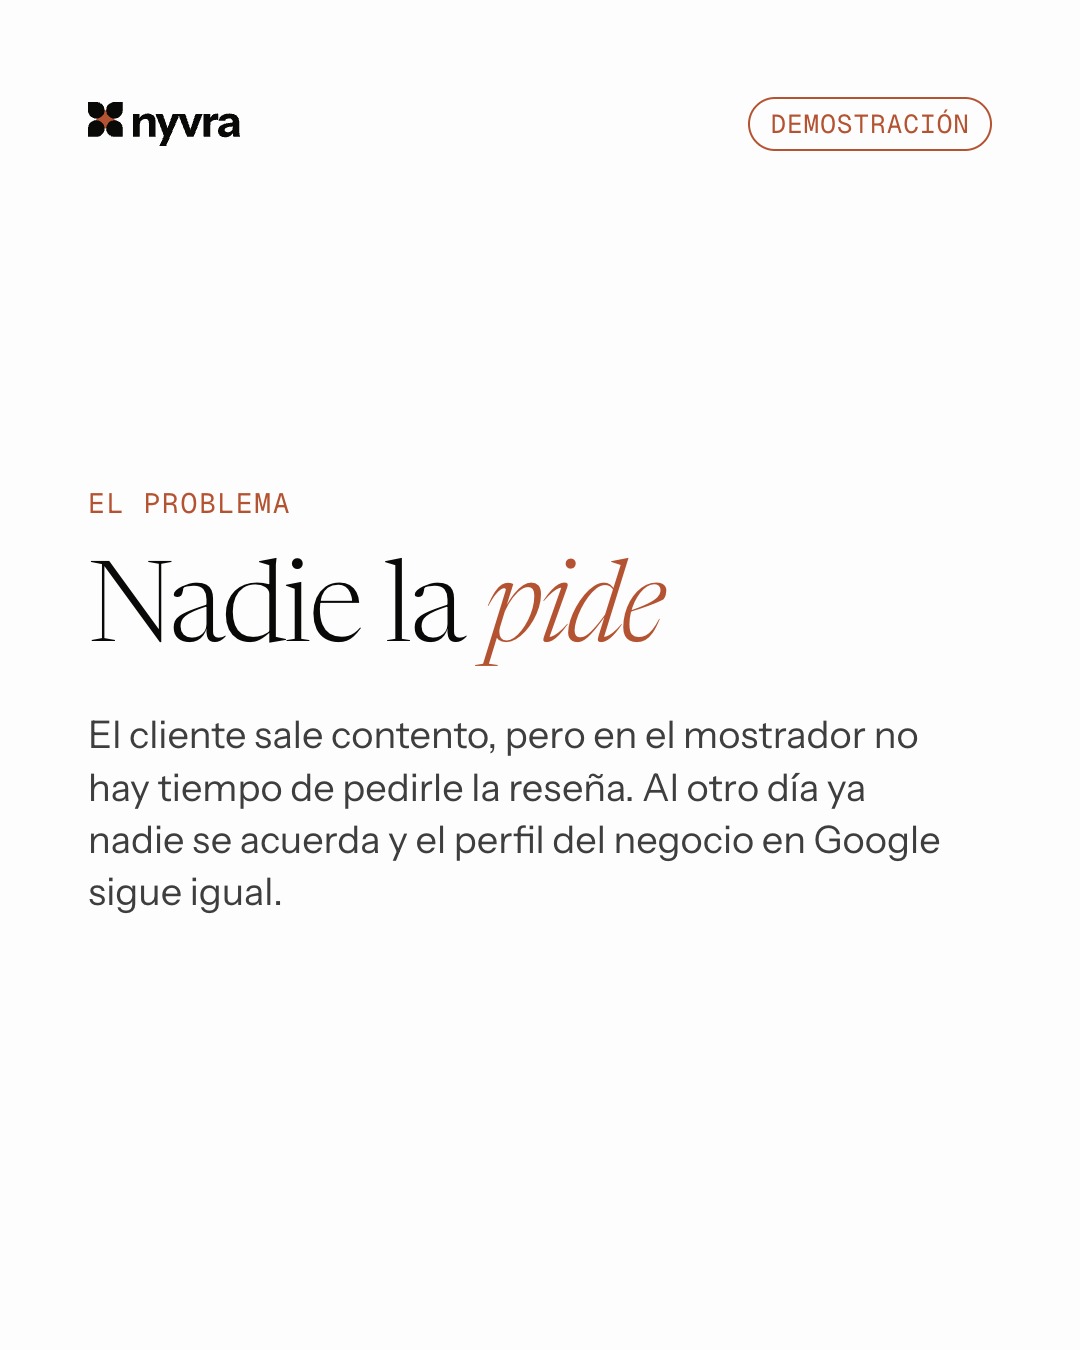 nyvra
DEMOSTRACIÓN
EL PROBLEMA
Nadie la pide
El cliente sale contento, pero en el mostrador no
hay tiempo de pedirle la reseña. Al otro día ya
nadie se acuerda y el perfil del negocio en Google
sigue igual.